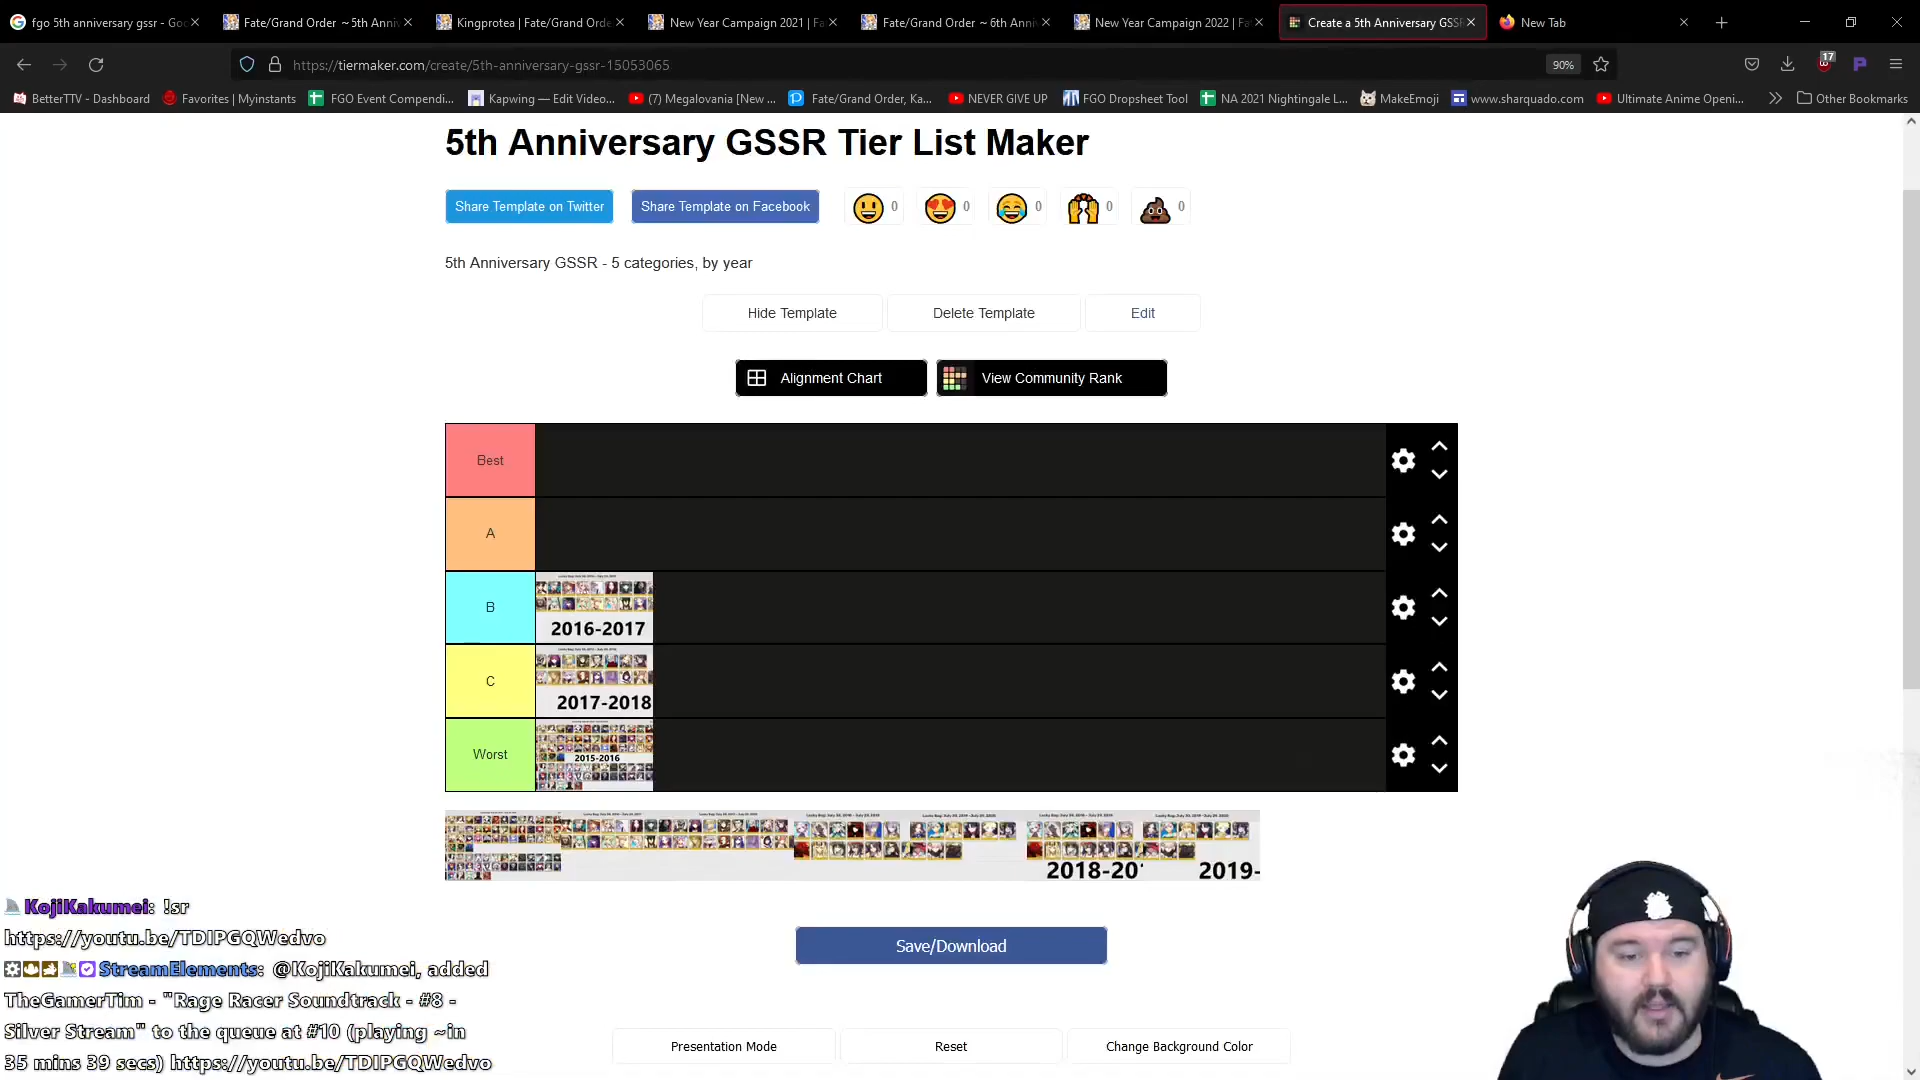 fgo 5th anniversary gssr - Goo
Fate/Grand Order ~5th Anni
Kingprotea | Fate/Grand Orde
New Year Campaign 2021 | Fa
Fate/Grand Order ~6th Anni
New Year Campaign 2022 | Fa
Create a 5th Anniversary GSSR
New Tab
https://tiermaker.com/create/5th-anniversary-gssr-15053065
90%
17
BetterTTV - Dashboard
Favorites | Myinstants
FGO Event Compendi...
Kapwing — Edit Video...
(7) Megalovania [New ...
Fate/Grand Order, Ka...
NEVER GIVE UP
FGO Dropsheet Tool
NA 2021 Nightingale L...
MakeEmoji
www.sharquado.com
Ultimate Anime Openi...
Other Bookmarks
5th Anniversary GSSR Tier List Maker
Share Template on Twitter
Share Template on Facebook
0
0
0
0
0
5th Anniversary GSSR - 5 categories, by year
Hide Template
Delete Template
Edit
Alignment Chart
View Community Rank
Best
A
B
2016-2017
C
2017-2018
Worst
2015-2016
2018-20
2019-
Save/Download
Presentation Mode
Reset
Change Background Color
KojiKakumei: !sr
https://youtu.be/TDIPGQWedvo
StreamElements: @KojiKakumei, added
TheGamerTim - "Rage Racer Soundtrack - #8 -
Silver Stream" to the queue at #10 (playing ~in
35 mins 39 secs) https://youtu.be/TDIPGQWedvo